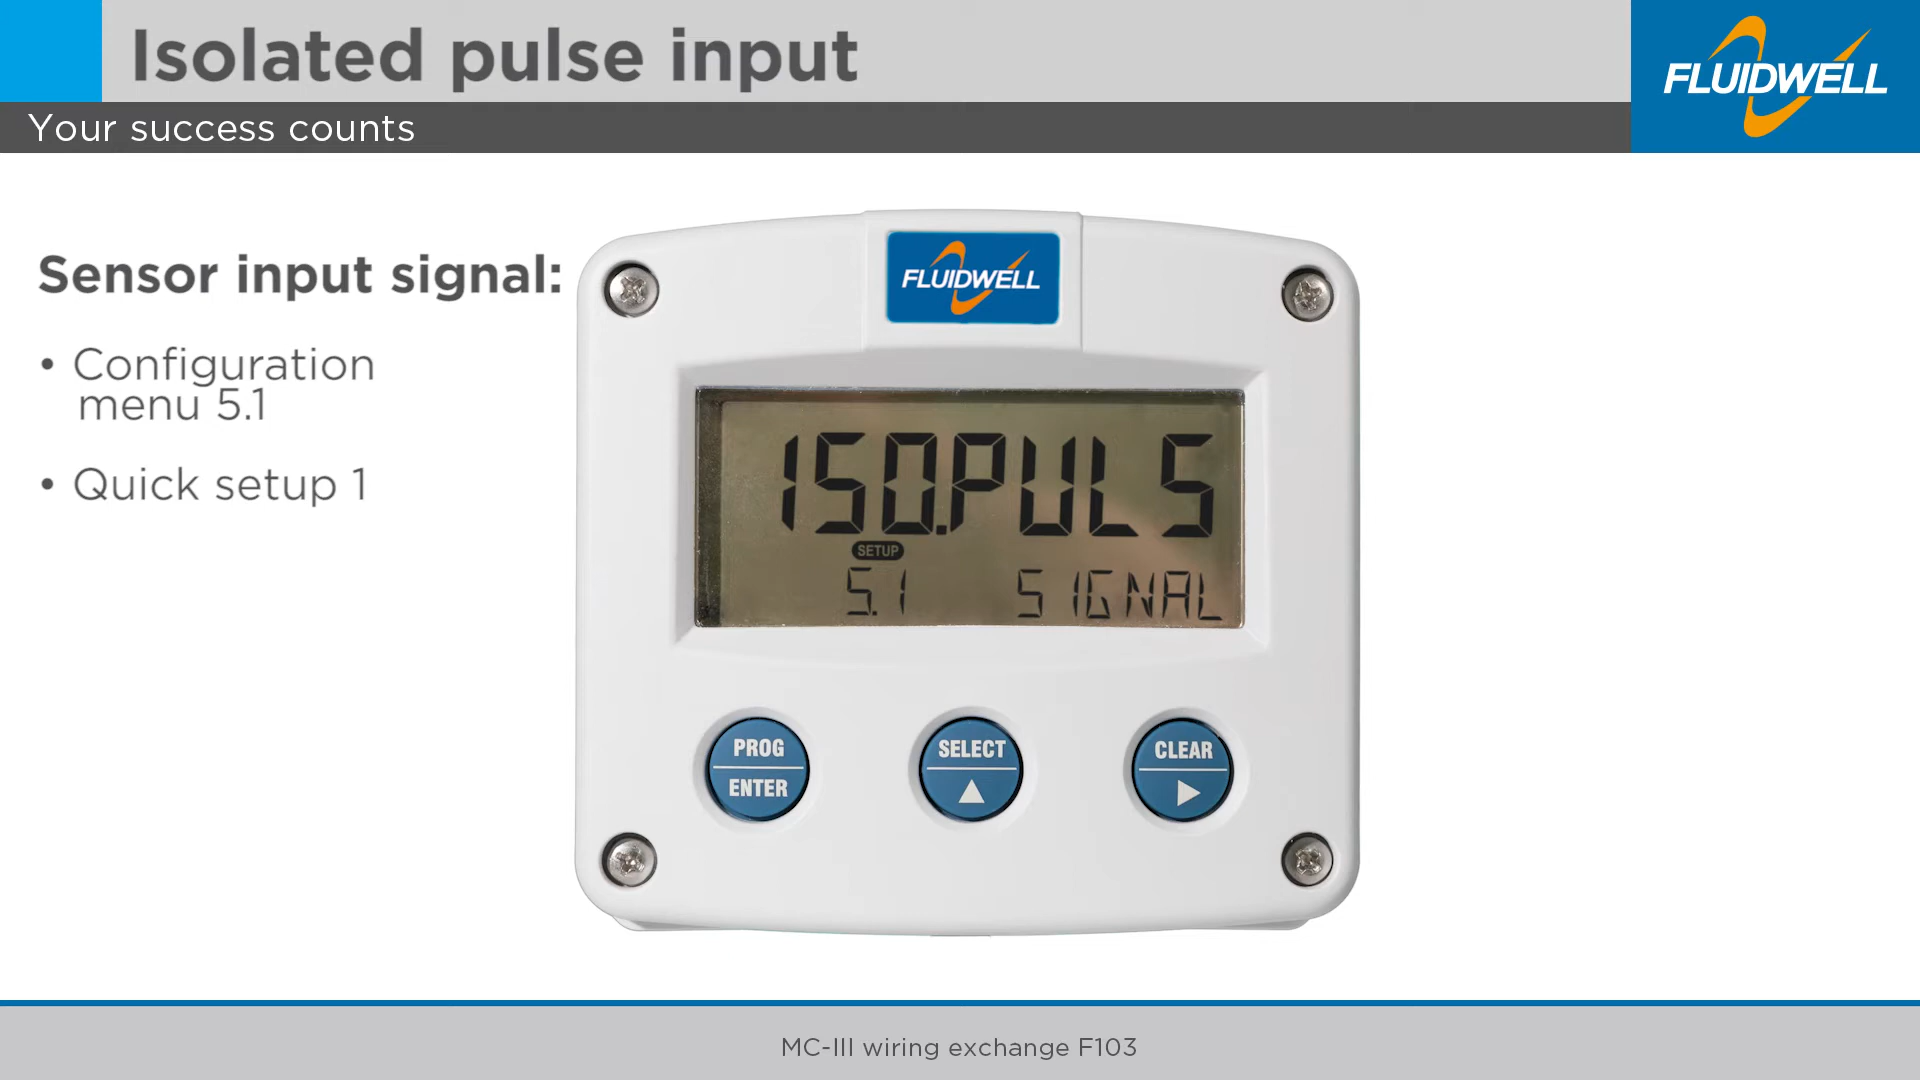 Isolated pulse input
FLUIDWELL
Your success counts
Sensor input signal:
• Configuration
menu 5.1
• Quick setup 1
FLUIDWELL
ISO.PULS
SETUP
5.1 SIGNAL
PROG
ENTER
SELECT
CLEAR
MC-III wiring exchange F103